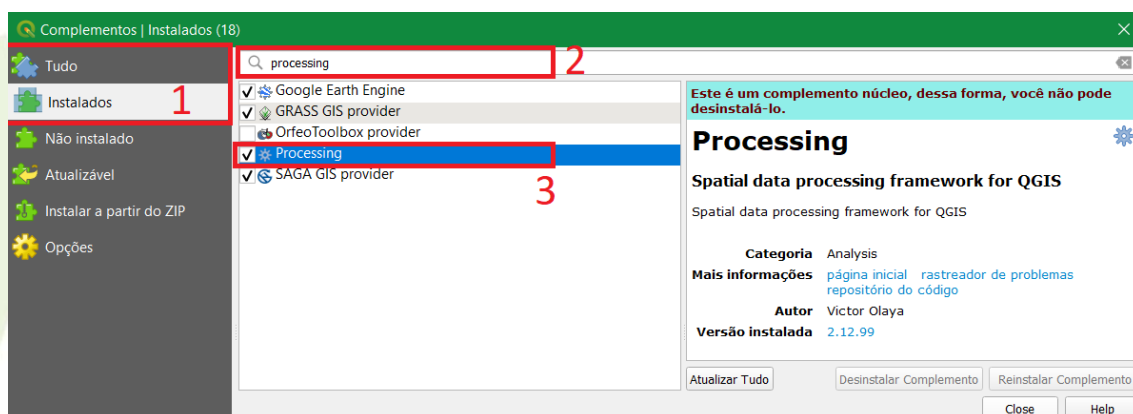 Complementos | Instalados (18)
Tudo
Instalados
1
Não instalado
Atualizável
Instalar a partir do ZIP
Opções
processing
2
Google Earth Engine
GRASS GIS provider
OrfeoToolbox provider
Processing
SAGA GIS provider
3
Este é um complemento núcleo, dessa forma, você não pode
desinstalá-lo.
Processing
Spatial data processing framework for QGIS
Spatial data processing framework for QGIS
Categoria Analysis
Mais informações página inicial rastreador de problemas
repositório do código
Autor Victor Olaya
Versão instalada 2.12.99
Atualizar Tudo Desinstalar Complemento Reinstalar Complemento
Close Help